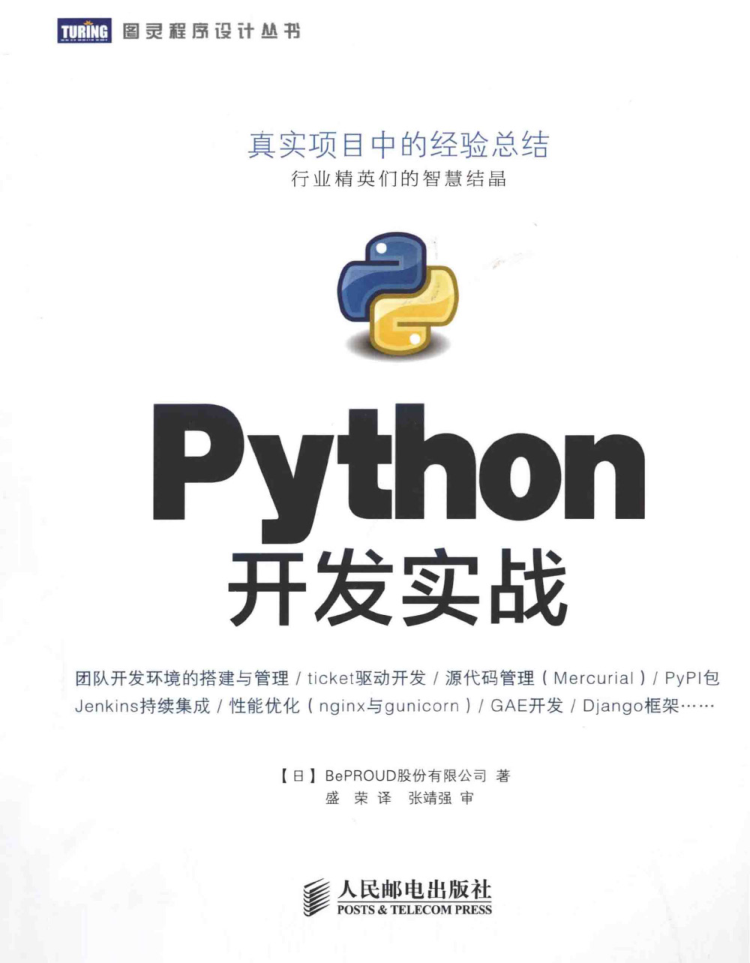 TURING 图灵程序设计丛书
真实项目中的经验总结
行业精英们的智慧结晶
Python
开发实战
团队开发环境的搭建与管理 / ticket驱动开发 / 源代码管理（Mercurial）/ PyPI包
Jenkins持续集成 / 性能优化（nginx与gunicorn）/ GAE开发 / Django框架……
【日】BePROUD股份有限公司 著
盛 荣 译 张靖强 审
人民邮电出版社
POSTS & TELECOM PRESS